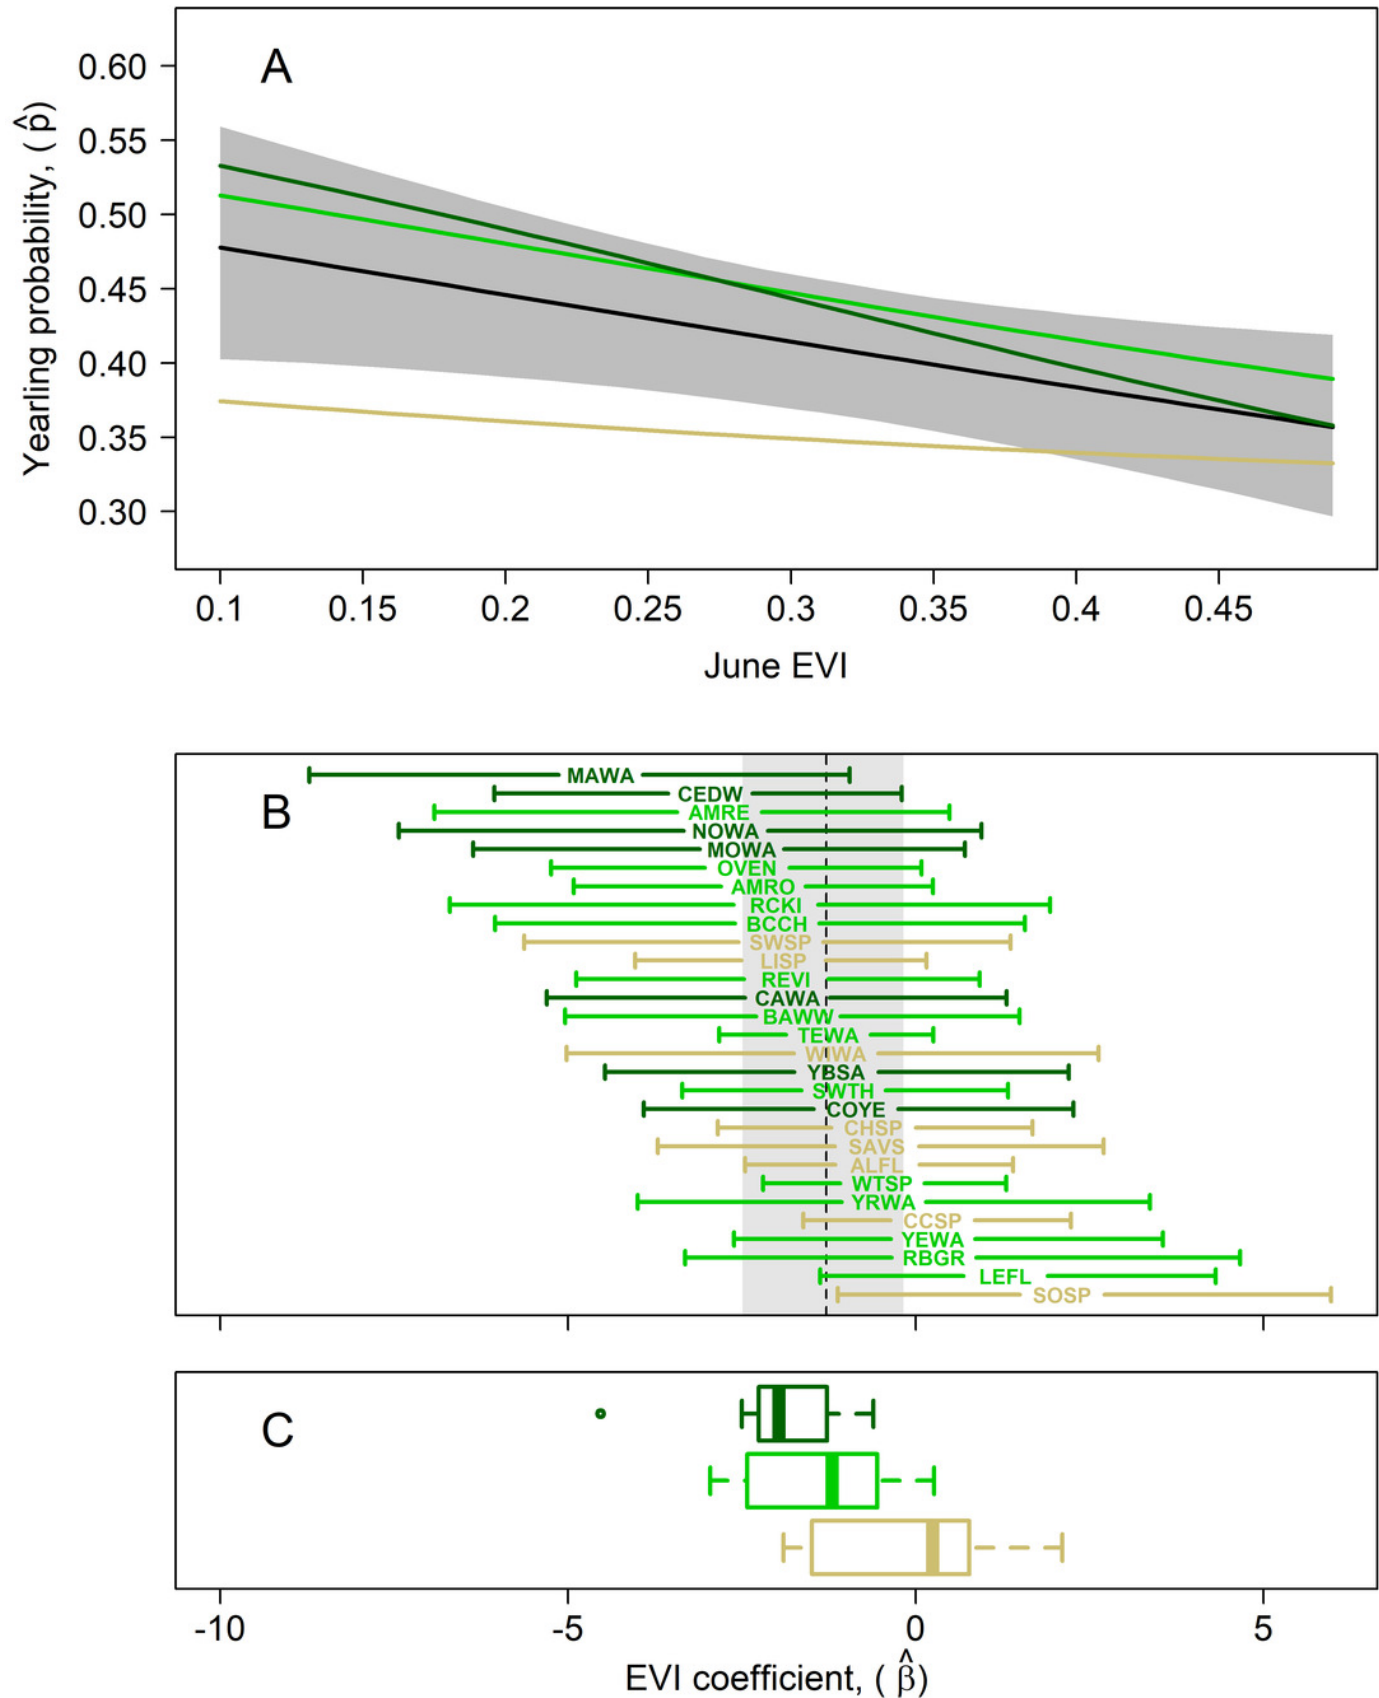 A
Yearling probability, ( p̂ )
0.60
0.55
0.50
0.45
0.40
0.35
0.30
0.1 0.15 0.2 0.25 0.3 0.35 0.4 0.45
June EVI
B
MAWA
CEDW
AMRE
NOWA
MOWA
OVEN
AMRO
RCKI
BCCH
SWSP
LISP
REVI
CAWA
BAWW
TEWA
WIWA
YBSA
SWTH
COYE
CHSP
SAVS
ALFL
WTSP
YRWA
CCSP
YEWA
RBGR
LEFL
SOSP
C
-10 -5 0 5
EVI coefficient, ( β̂ )